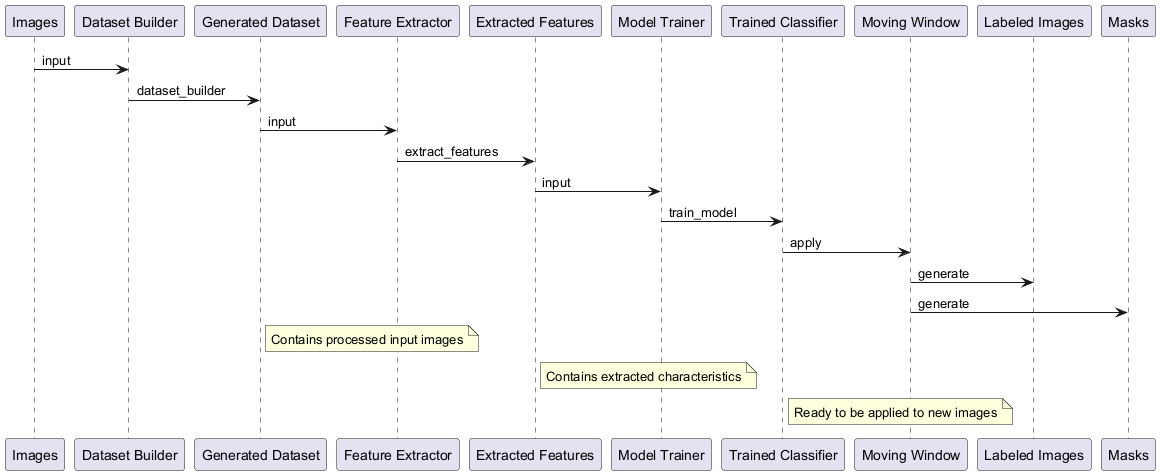 Images Dataset Builder Generated Dataset Feature Extractor Extracted Features Model Trainer Trained Classifier Moving Window Labeled Images Masks
input
dataset_builder
input
extract_features
input
train_model
apply
generate
generate
Contains processed input images
Contains extracted characteristics
Ready to be applied to new images
Images Dataset Builder Generated Dataset Feature Extractor Extracted Features Model Trainer Trained Classifier Moving Window Labeled Images Masks